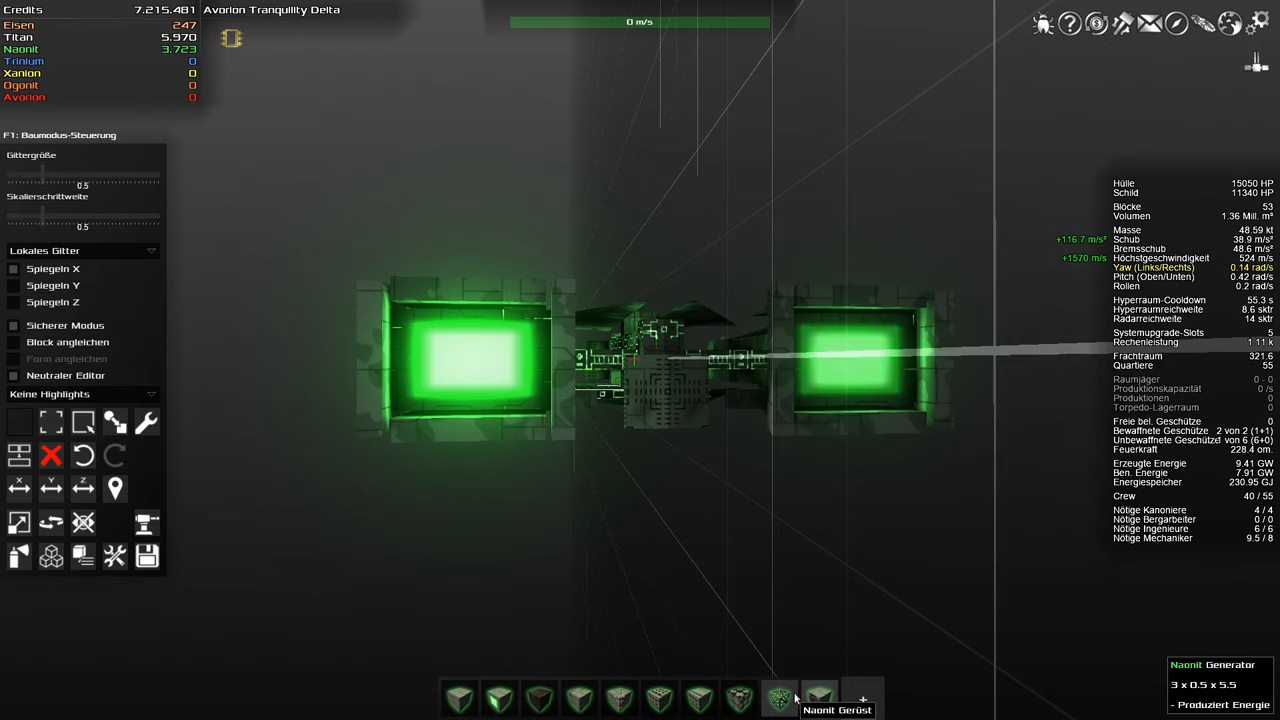 Credits 7.215.481 Avorion Tranquility Delta
Eisen 247
Titan 5.970
Naonit 3.723
Trinium 0
Xanion 0
Ogonit 0
Avorion 0
0 m/s
F1: Baumodus-Steuerung
Gittergröße
0.5
Skalierschrittweite
0.5
Lokales Gitter
Spiegeln X
Spiegeln Y
Spiegeln Z
Sicherer Modus
Block angleichen
Form angleichen
Neutraler Editor
Keine Highlights
X Y Z
Hülle 15050 HP
Schild 11340 HP
Blöcke 53
Volumen 1.36 Mill. m³
Masse 48.59 kt
+116.7 m/s² Schub 38.9 m/s²
Bremsschub 48.6 m/s²
+1570 m/s Höchstgeschwindigkeit 524 m/s
Yaw (Links/Rechts) 0.14 rad/s
Pitch (Oben/Unten) 0.42 rad/s
Rollen 0.2 rad/s
Hyperraum-Cooldown 55.3 s
Hyperraumreichweite 8.6 sktr
Radarreichweite 14 sktr
Systemupgrade-Slots 5
Rechenleistung 1.11 k
Frachtraum 321.6
Quartiere 55
Raumjäger 0 - 0
Produktionskapazität 0 /s
Produktionen 0
Torpedo-Lagerraum 0
Freie bel. Geschütze 0
Bewaffnete Geschütze 2 von 2 (1+1)
Unbewaffnete Geschütze von 6 (6+0)
Feuerkraft 228.4 om.
Erzeugte Energie 9.41 GW
Ben. Energie 7.91 GW
Energiespeicher 230.95 GJ
Crew 40 / 55
Nötige Kanoniere 4 / 4
Nötige Bergarbeiter 0 / 0
Nötige Ingenieure 6 / 6
Nötige Mechaniker 9.5 / 8
Naonit Generator
3 x 0.5 x 5.5
- Produziert Energie
+
Naonit Gerüst